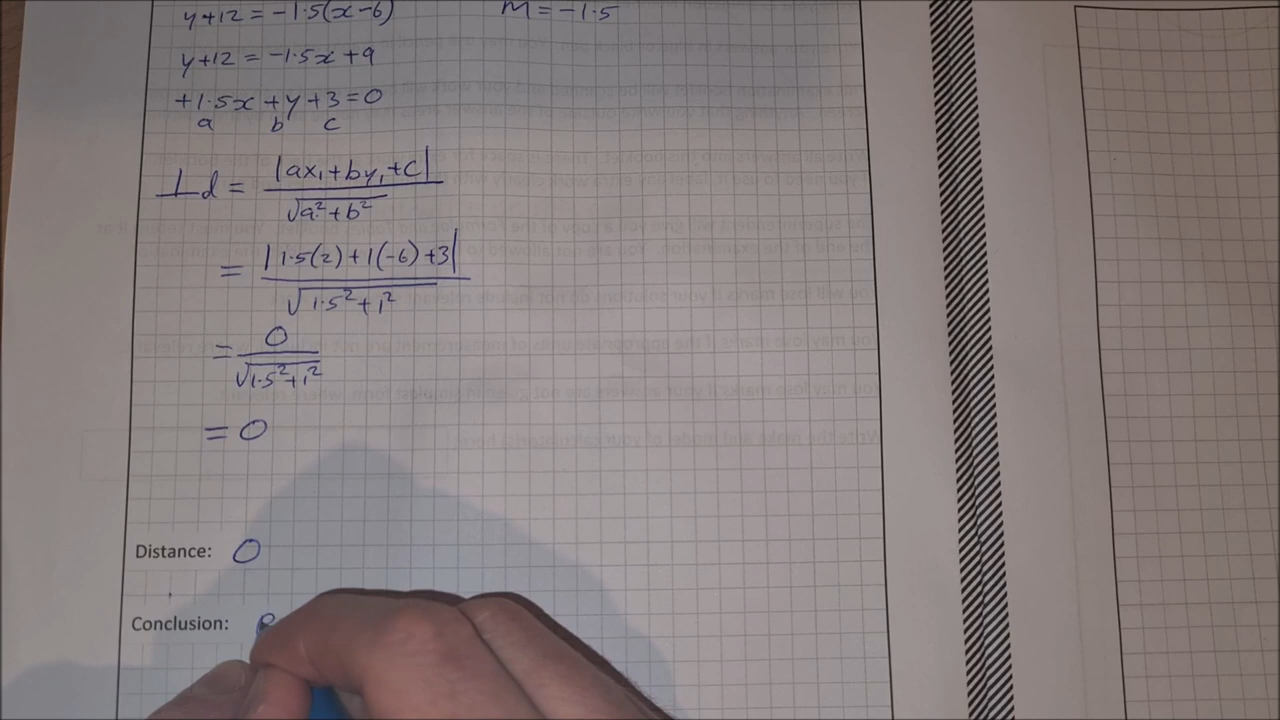 y+12 = -1.5(x-6)
M = -1.5
y+12 = -1.5x +9
+1.5x + y +3 = 0
a b c
⊥d = |ax₁+by₁+c|
√a²+b²
= |1.5(2)+1(-6)+3|
√1.5²+1²
= 0
√1.5²+1²
= 0
Distance: 0
Conclusion: